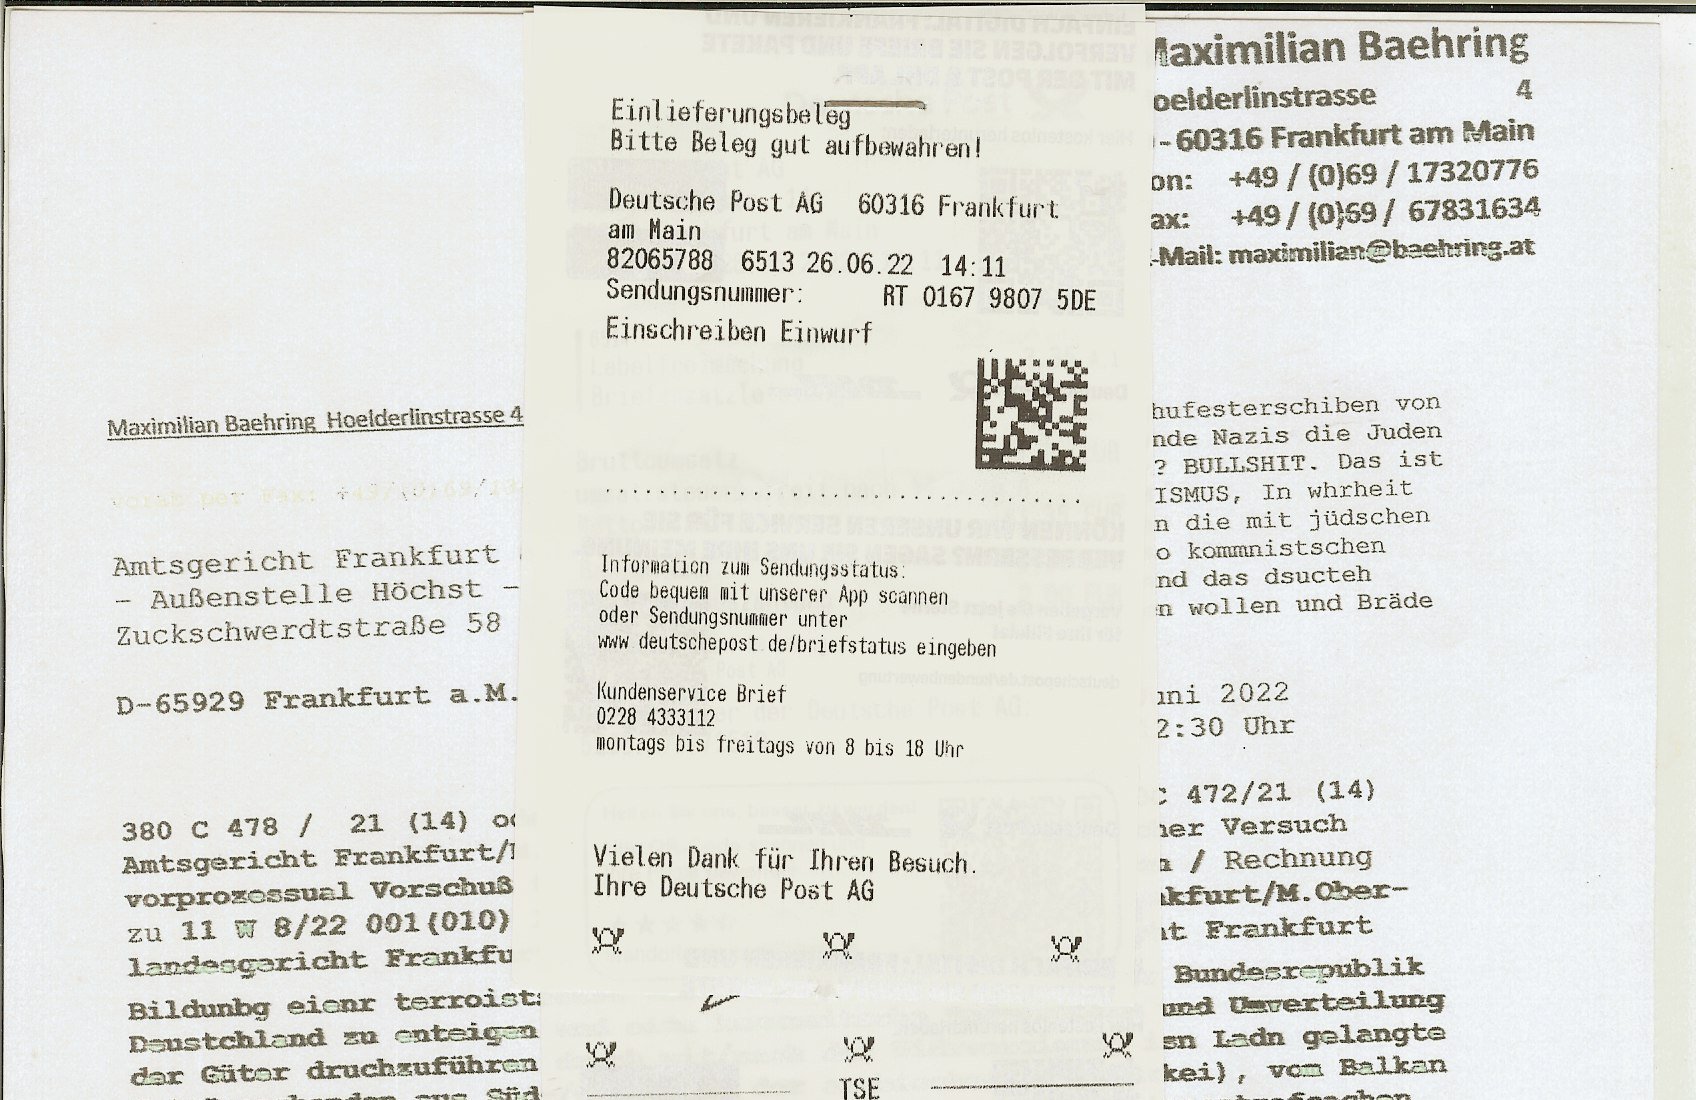 Maximilian Baehring
oelderlinstrasse 4
- 60316 Frankfurt am Main
on: +49 / (0)69 / 17320776
ax: +49 / (0)69 / 67831634
-Mail: maximilian@baehring.at
Einlieferungsbeleg
Bitte Beleg gut aufbewahren!
Deutsche Post AG 60316 Frankfurt
am Main
82065788 6513 26.06.22 14:11
Sendungsnummer: RT 0167 9807 5DE
Einschreiben Einwurf
Information zum Sendungsstatus:
Code bequem mit unserer App scannen
oder Sendungsnummer unter
www.deutschepost.de/briefstatus eingeben
Kundenservice Brief
0228 4333112
montags bis freitags von 8 bis 18 Uhr
Vielen Dank für Ihren Besuch.
Ihre Deutsche Post AG
TSE
Maximilian Baehring Hoelderlinstrasse 4
vorab per Fax:
Amtsgericht Frankfurt
- Außenstelle Höchst -
Zuckschwerdtstraße 58
D-65929 Frankfurt a.M.
380 C 478 / 21 (14)
Amtsgericht Frankfurt/
vorprozessual Vorschuß
zu 11 W 8/22 001(010)
landesgericht Frankfu
Bildunbg eienr terroist
Deustchland zu enteigen
der Güter druchzuführen
hufesterschiben von
nde Nazis die Juden
? BULLSHIT. Das ist
ISMUS, In whrheit
n die mit jüdschen
o kommnistschen
nd das dsucteh
n wollen und Bräde
uni 2022
2:30 Uhr
C 472/21 (14)
her Versuch
/ Rechnung
nkfurt/M.Ober-
ht Frankfurt
Bundesrepublik
und Umverteilung
en Ladn gelangte
kei), vom Balkan